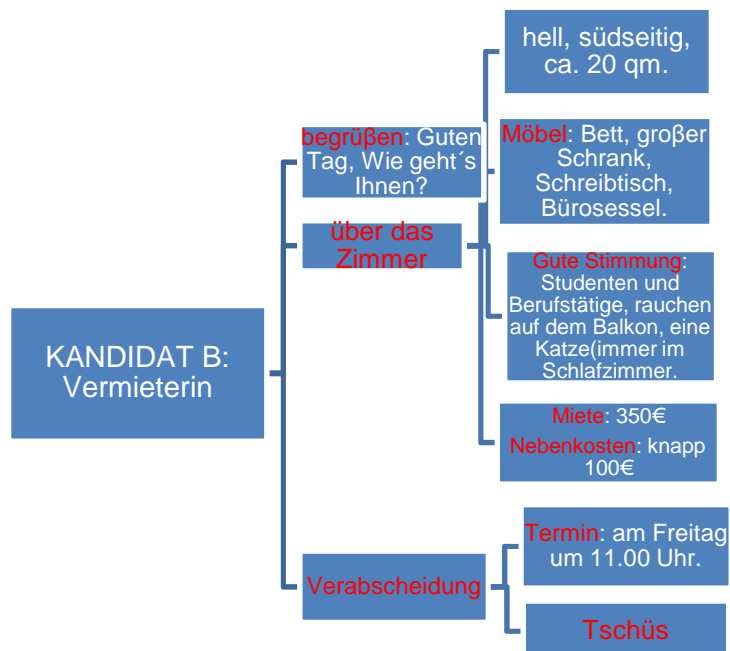 KANDIDAT B:
Vermieterin
begrüβen: Guten
Tag, Wie geht´s
Ihnen?
über das
Zimmer
hell, südseitig,
ca. 20 qm.
Möbel: Bett, groβer
Schrank,
Schreibtisch,
Bürosessel.
Gute Stimmung:
Studenten und
Berufstätige, rauchen
auf dem Balkon, eine
Katze(immer im
Schlafzimmer.
Miete: 350€
Nebenkosten: knapp
100€
Verabscheidung
Termin: am Freitag
um 11.00 Uhr.
Tschüs